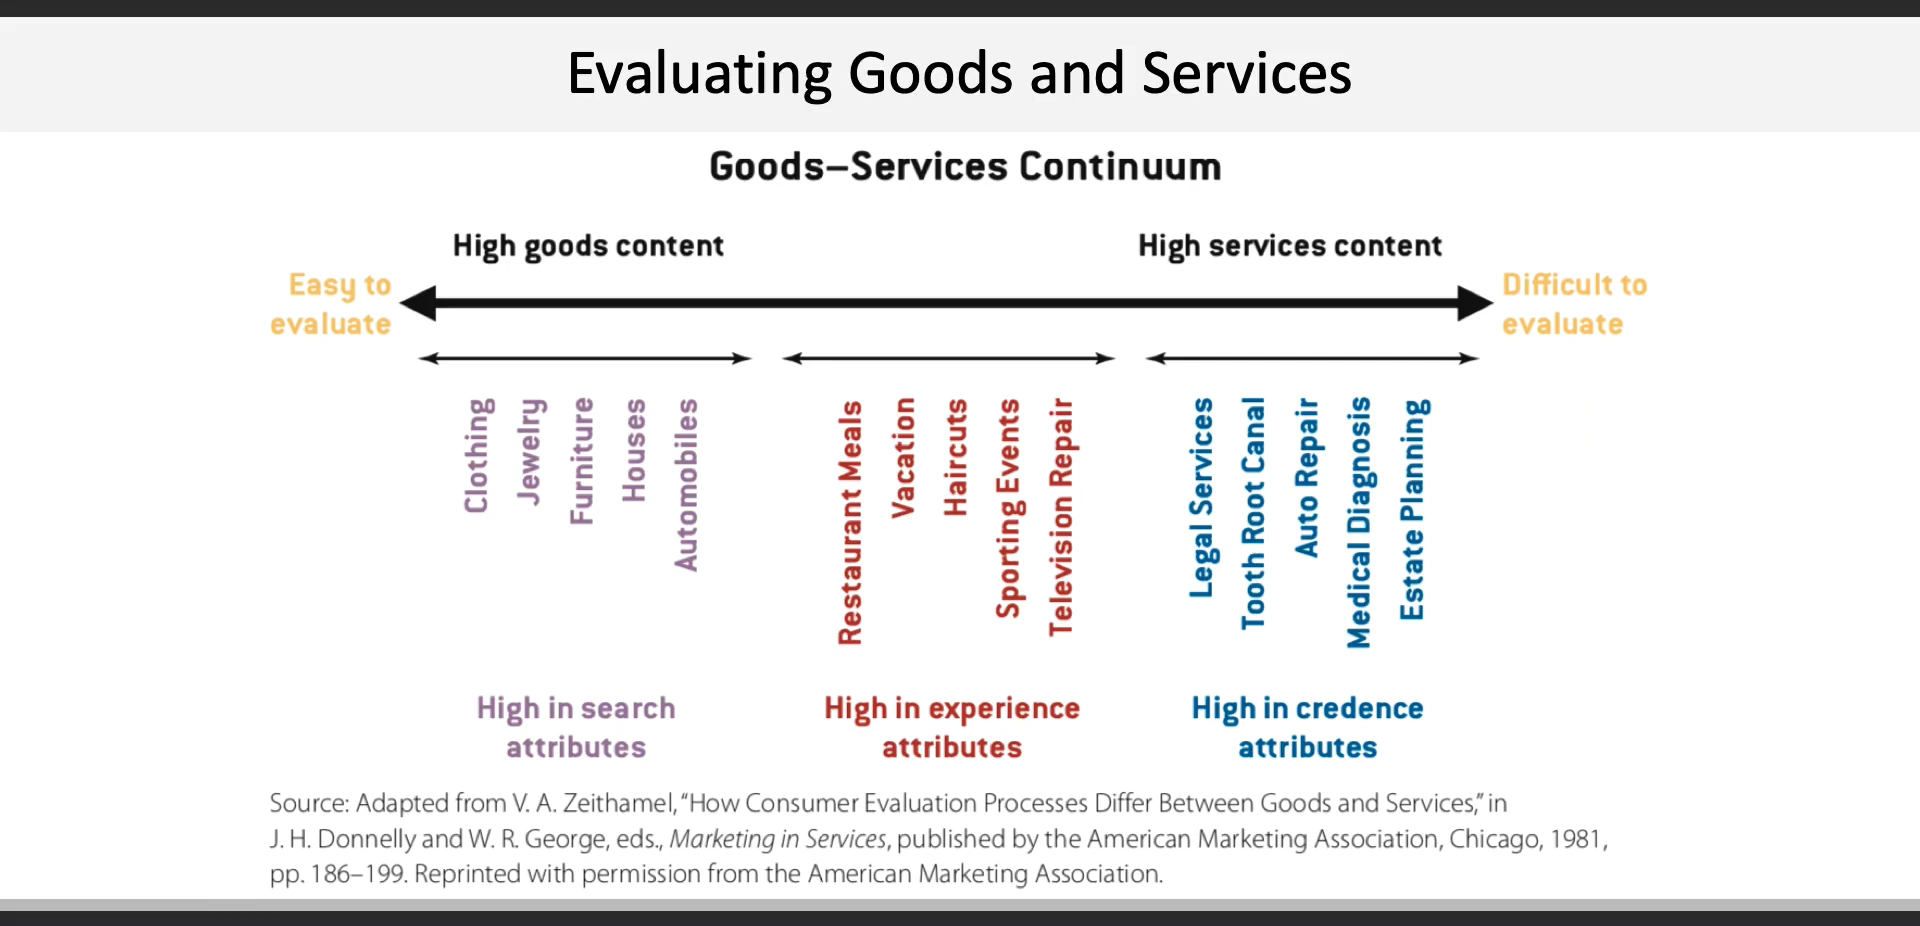 Evaluating Goods and Services
Goods–Services Continuum
High goods content
High services content
Easy to
evaluate
Difficult to
evaluate
Clothing
Jewelry
Furniture
Houses
Automobiles
Restaurant Meals
Vacation
Haircuts
Sporting Events
Television Repair
Legal Services
Tooth Root Canal
Auto Repair
Medical Diagnosis
Estate Planning
High in search
attributes
High in experience
attributes
High in credence
attributes
Source: Adapted from V. A. Zeithamel, “How Consumer Evaluation Processes Differ Between Goods and Services,” in
J. H. Donnelly and W. R. George, eds., Marketing in Services, published by the American Marketing Association, Chicago, 1981,
pp. 186–199. Reprinted with permission from the American Marketing Association.